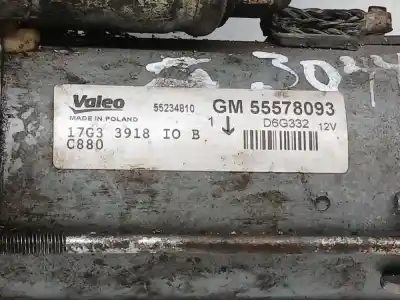 Valeo 55234810 GM 55578093
MADE IN POLAND 1 D6G332 12V
17G3 3918 IO B
C880